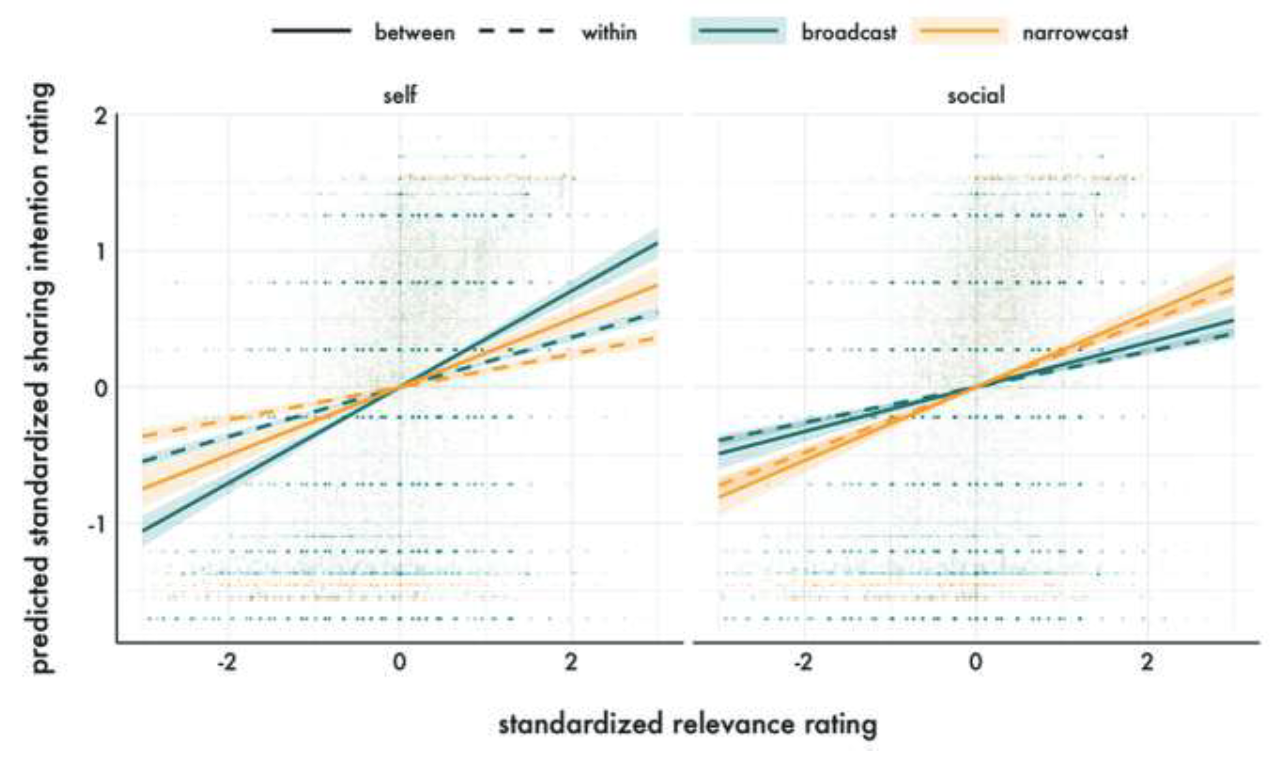 between within broadcast narrowcast
self social
predicted standardized sharing intention rating
2
1
0
-1
-2 0 2 -2 0 2
standardized relevance rating